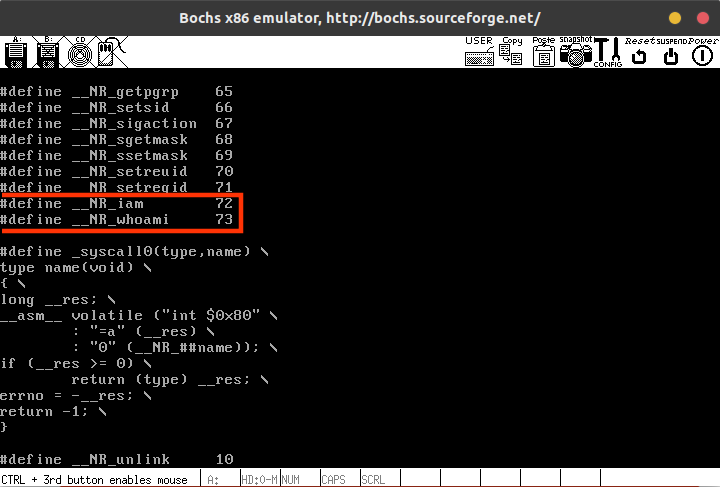 Bochs x86 emulator, http://bochs.sourceforge.net/
A: B: CD USER Copy Paste snapshot CONFIG Reset SUSPEND Power
#define __NR_getpgrp 65
#define __NR_setsid 66
#define __NR_sigaction 67
#define __NR_sgetmask 68
#define __NR_ssetmask 69
#define __NR_setreuid 70
#define __NR_setregid 71
#define __NR_iam 72
#define __NR_whoami 73
#define _syscall0(type,name) \
type name(void) \
{ \
long __res; \
__asm__ volatile ("int $0x80" \
: "=a" (__res) \
: "0" (__NR_##name)); \
if (__res >= 0) \
return (type) __res; \
errno = -__res; \
return -1; \
}
#define __NR_unlink 10
CTRL + 3rd button enables mouse A: HD:0-M NUM CAPS SCRL